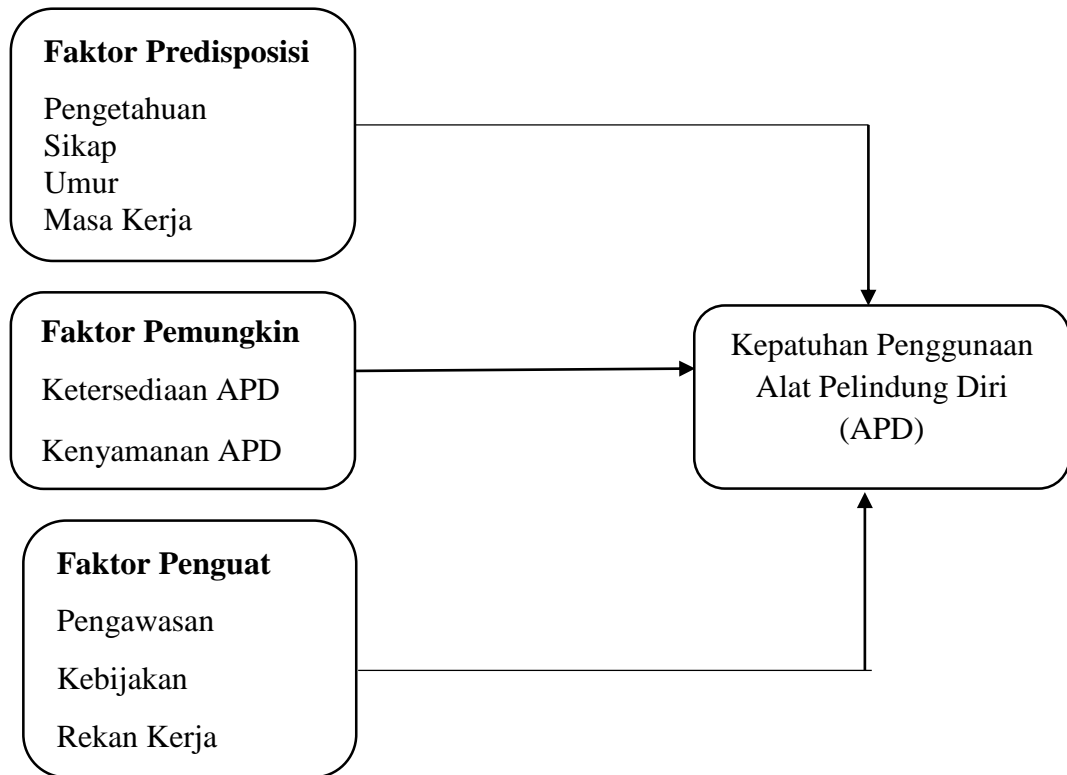 Faktor Predisposisi
Pengetahuan
Sikap
Umur
Masa Kerja
Faktor Pemungkin
Ketersediaan APD
Kenyamanan APD
Faktor Penguat
Pengawasan
Kebijakan
Rekan Kerja
Kepatuhan Penggunaan
Alat Pelindung Diri
(APD)